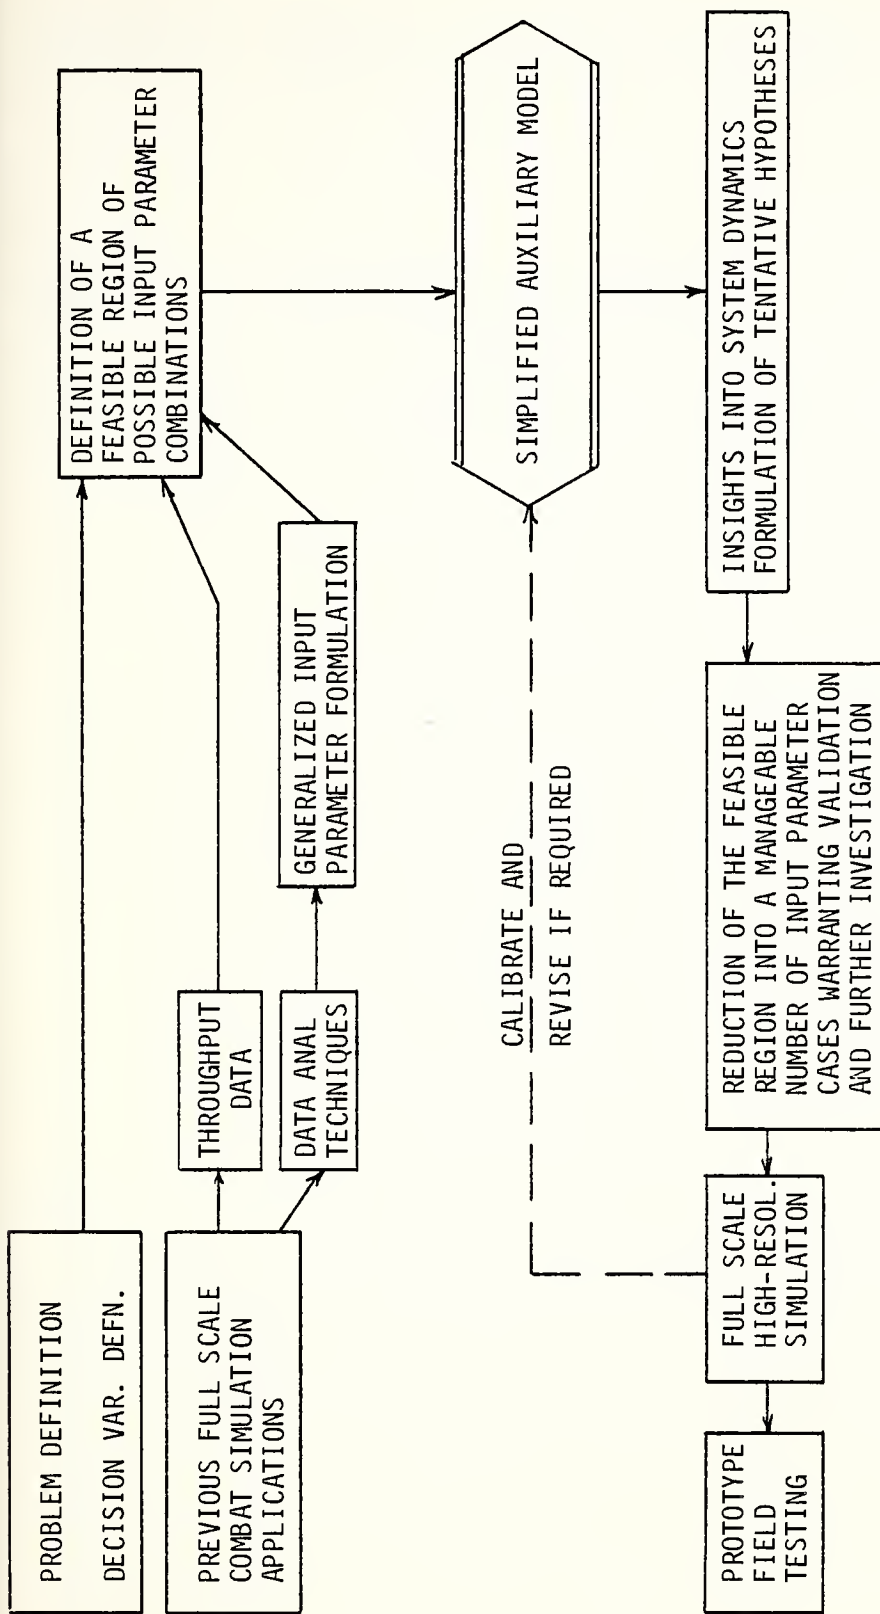 PROBLEM DEFINITION
DECISION VAR. DEFN.
PREVIOUS FULL SCALE
COMBAT SIMULATION
APPLICATIONS
THROUGHPUT
DATA
DATA ANAL
TECHNIQUES
GENERALIZED INPUT
PARAMETER FORMULATION
DEFINITION OF A
FEASIBLE REGION OF
POSSIBLE INPUT PARAMETER
COMBINATIONS
SIMPLIFIED AUXILIARY MODEL
CALIBRATE AND
REVISE IF REQUIRED
INSIGHTS INTO SYSTEM DYNAMICS
FORMULATION OF TENTATIVE HYPOTHESES
REDUCTION OF THE FEASIBLE
REGION INTO A MANAGEABLE
NUMBER OF INPUT PARAMETER
CASES WARRANTING VALIDATION
AND FURTHER INVESTIGATION
FULL SCALE
HIGH-RESOL.
SIMULATION
PROTOTYPE
FIELD
TESTING